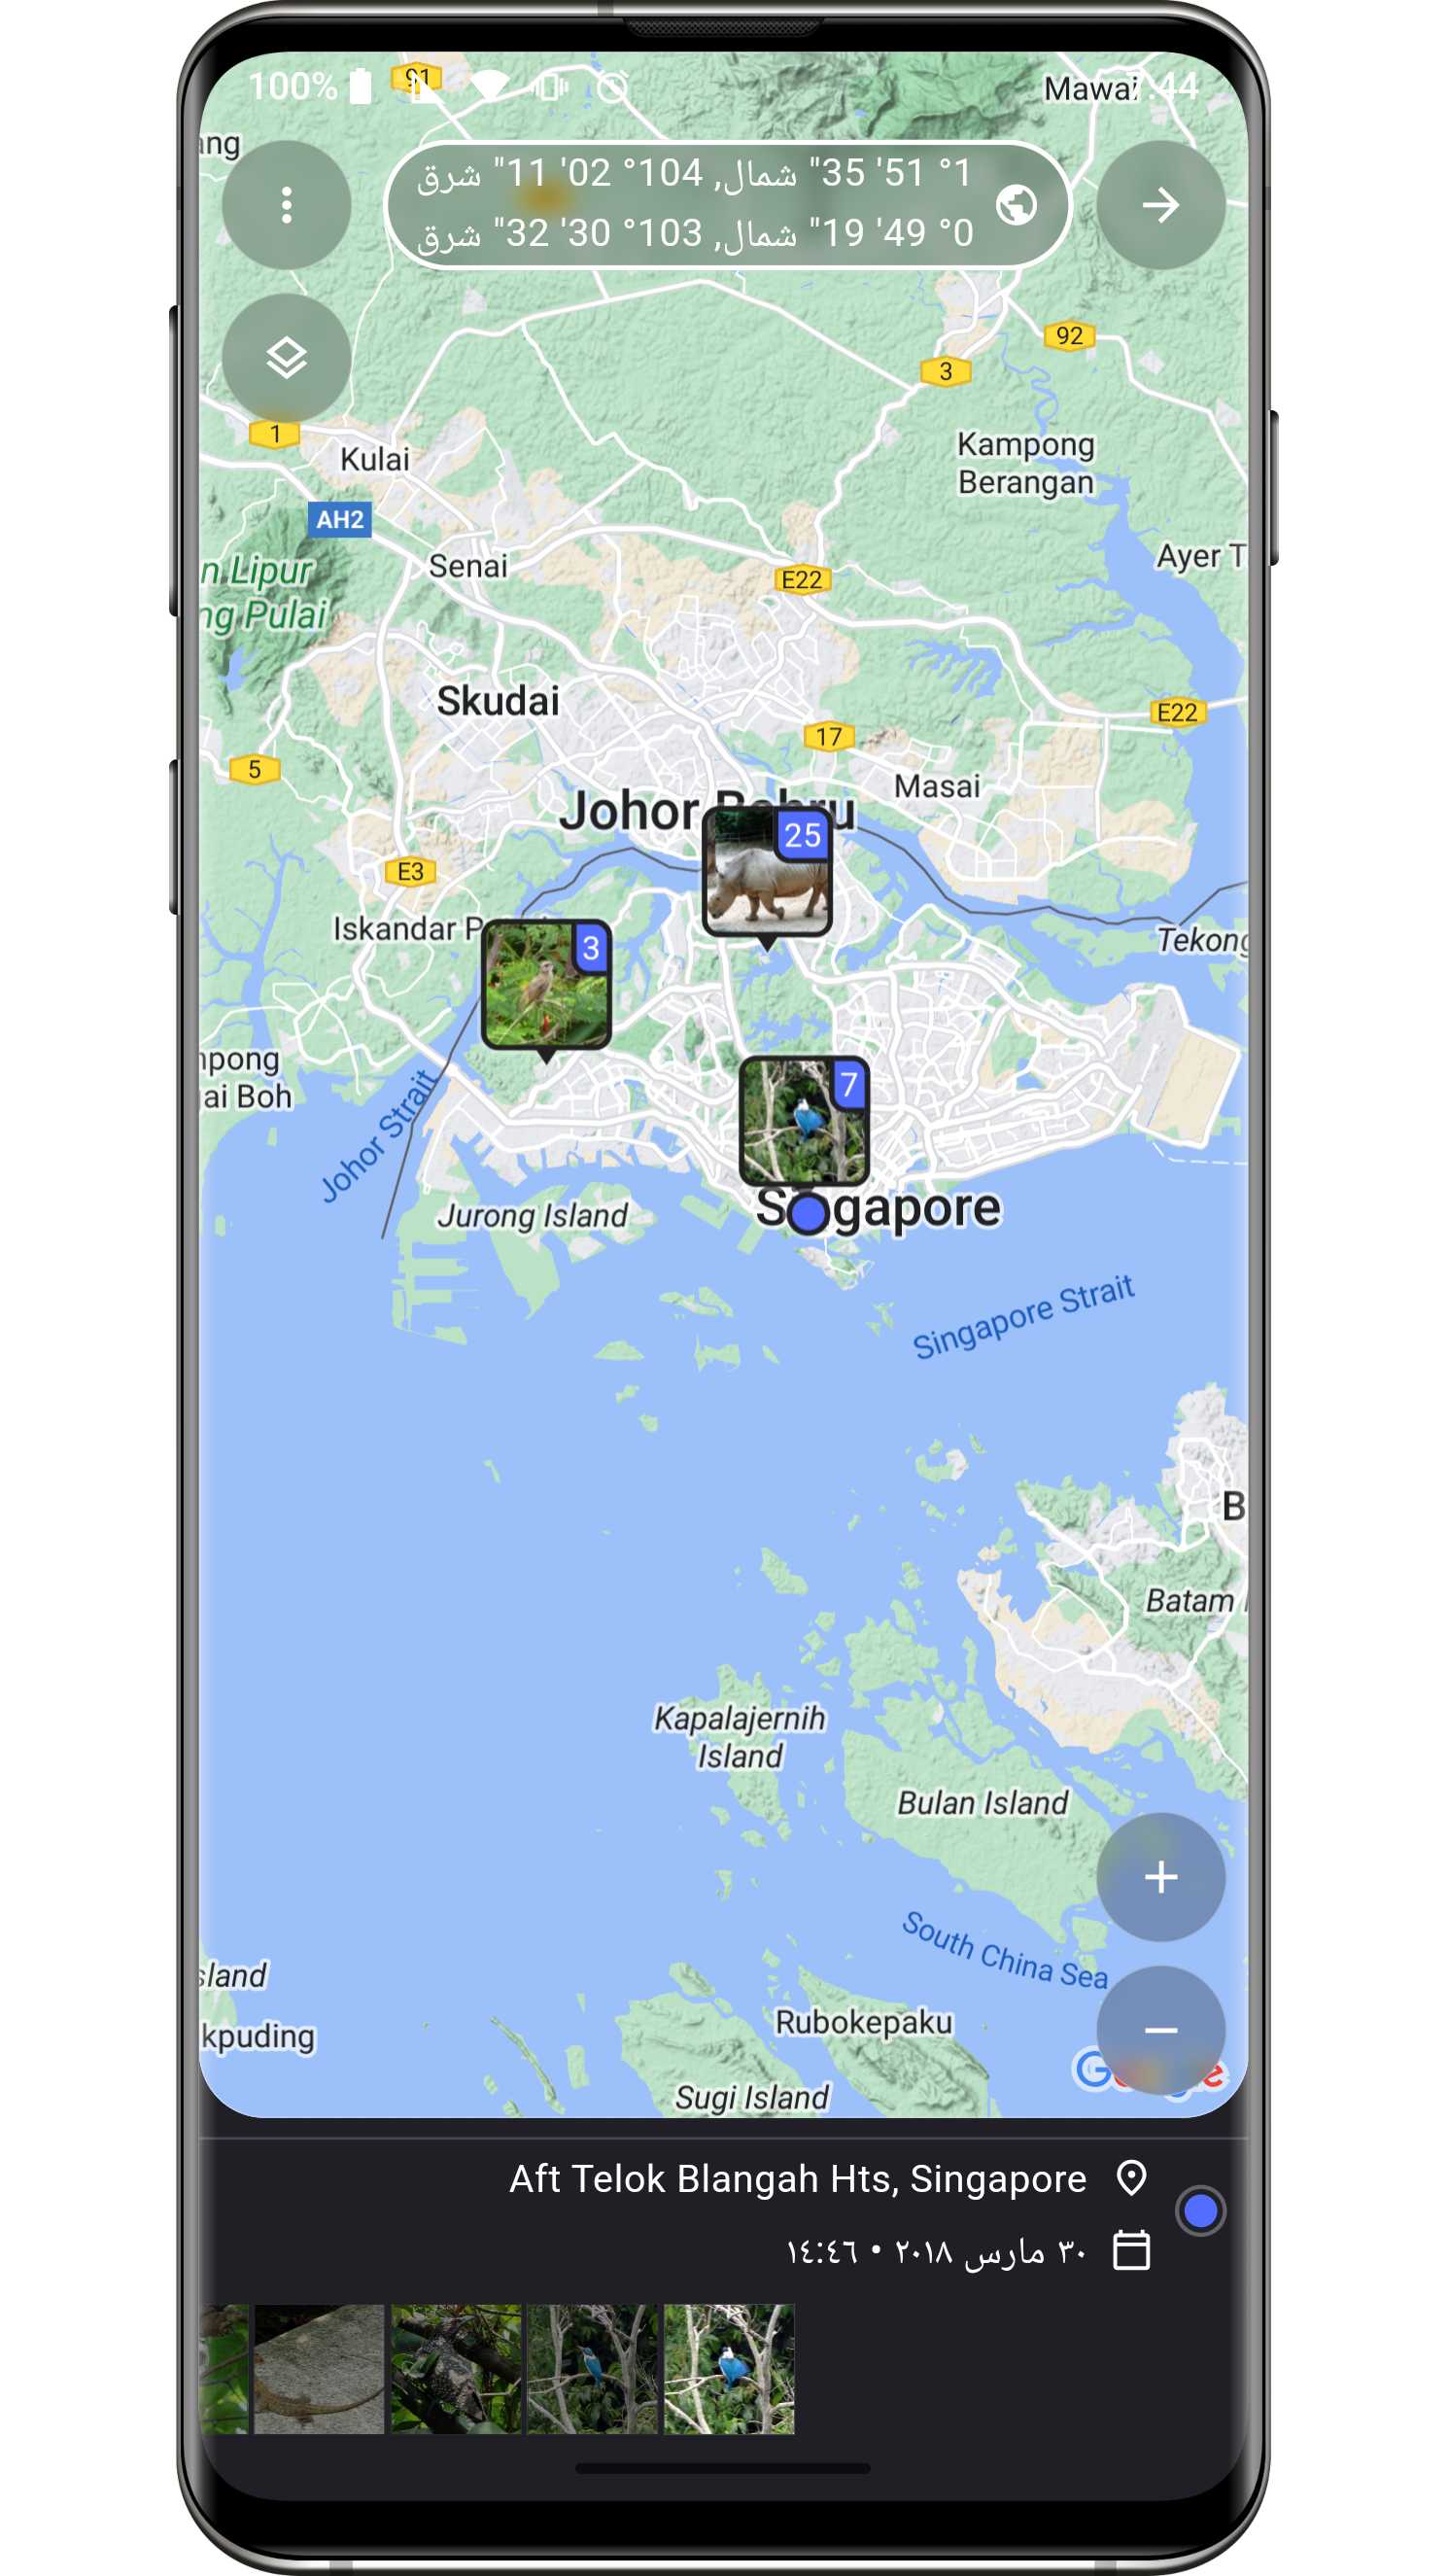 100%
91
Mawai
:44
ang
1° 51' 35" شمال, 104° 02' 11" شرق
0° 49' 19" شمال, 103° 30' 32" شرق
92
3
1
Kulai
Kampong
Berangan
AH2
Senai
Ayer T
n Lipur
ng Pulai
E22
Skudai
E22
17
5
Masai
Johor Bahru
25
E3
Iskandar P
3
Tekong
mpong
ai Boh
7
Johor Strait
Jurong Island
Singapore
Singapore Strait
B
Batam
Kapalajernih
Island
Bulan Island
South China Sea
sland
Rubokepaku
kpuding
Google
Sugi Island
Aft Telok Blangah Hts, Singapore
٣٠ مارس ٢٠١٨ • ١٤:٤٦